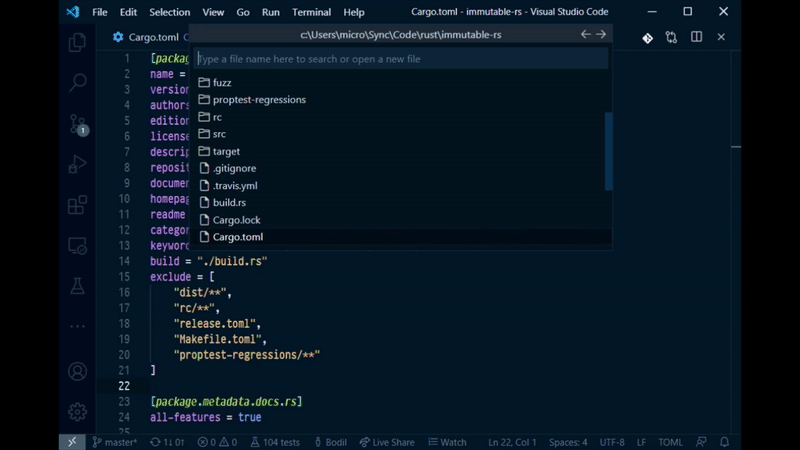 File Edit Selection View Go Run Terminal Help Cargo.toml - immutable-rs - Visual Studio Code
c:\Users\micro\Sync\Code\rust\immutable-rs
Cargo.toml
Type a file name here to search or open a new file
1 [packag
2 name =
3 version
4 authors
5 edition
6 license
7 descrip
8 reposit
9 documen
10 homepag
11 readme
12 categor
13 keyword
fuzz
proptest-regressions
rc
src
target
.gitignore
.travis.yml
build.rs
Cargo.lock
Cargo.toml
14 build = "./build.rs"
15 exclude = [
16 "dist/**",
17 "rc/**",
18 "release.toml",
19 "Makefile.toml",
20 "proptest-regressions/**"
21 ]
22
23 [package.metadata.docs.rs]
24 all-features = true
25
1
master* 1↓ 0↑ 0 0 104 tests Bodil Live Share Watch Ln 22, Col 1 Spaces: 4 UTF-8 LF TOML